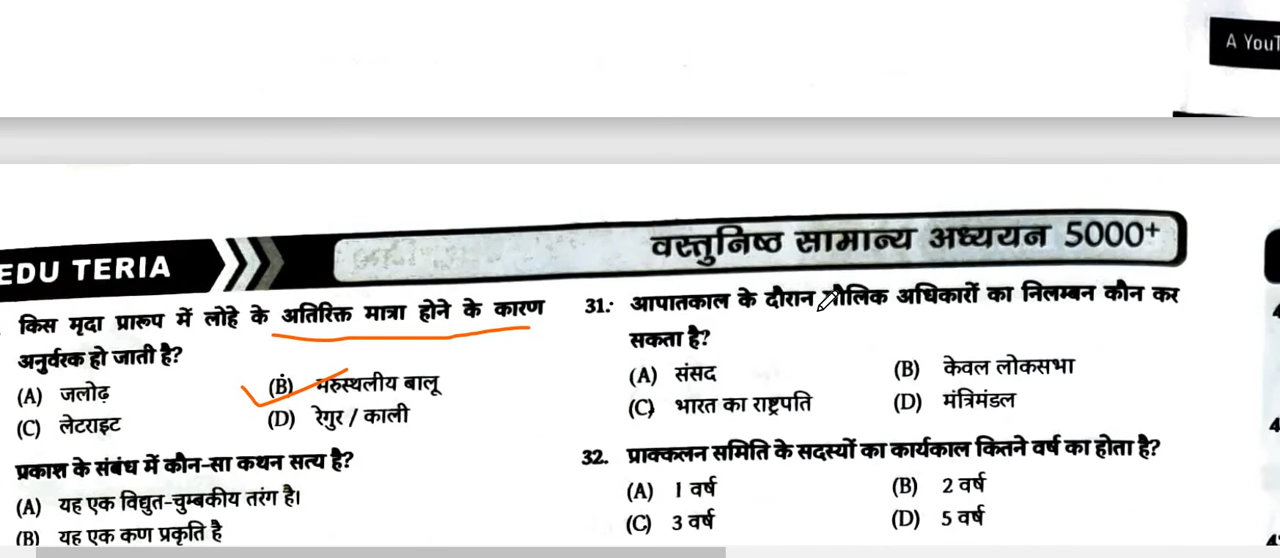 A YouT
EDU TERIA
वस्तुनिष्ठ सामान्य अध्ययन 5000+
किस मृदा प्रारूप में लोहे के अतिरिक्त मात्रा होने के कारण
अनुर्वरक हो जाती है?
(A) जलोढ़
(B) मरुस्थलीय बालू
(C) लेटराइट
(D) रेगुर / काली
प्रकाश के संबंध में कौन-सा कथन सत्य है?
(A) यह एक विद्युत-चुम्बकीय तरंग है।
(B) यह एक कण प्रकृति है
31. आपातकाल के दौरान मौलिक अधिकारों का निलम्बन कौन कर
सकता है?
(A) संसद
(B) केवल लोकसभा
(C) भारत का राष्ट्रपति
(D) मंत्रिमंडल
32. प्राक्कलन समिति के सदस्यों का कार्यकाल कितने वर्ष का होता है?
(A) 1 वर्ष
(B) 2 वर्ष
(C) 3 वर्ष
(D) 5 वर्ष